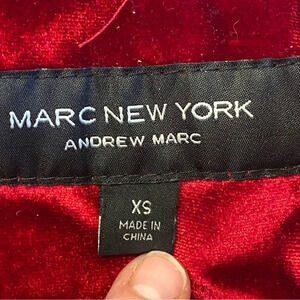 MARC NEW YORK
ANDREW MARC
XS
MADE IN
CHINA